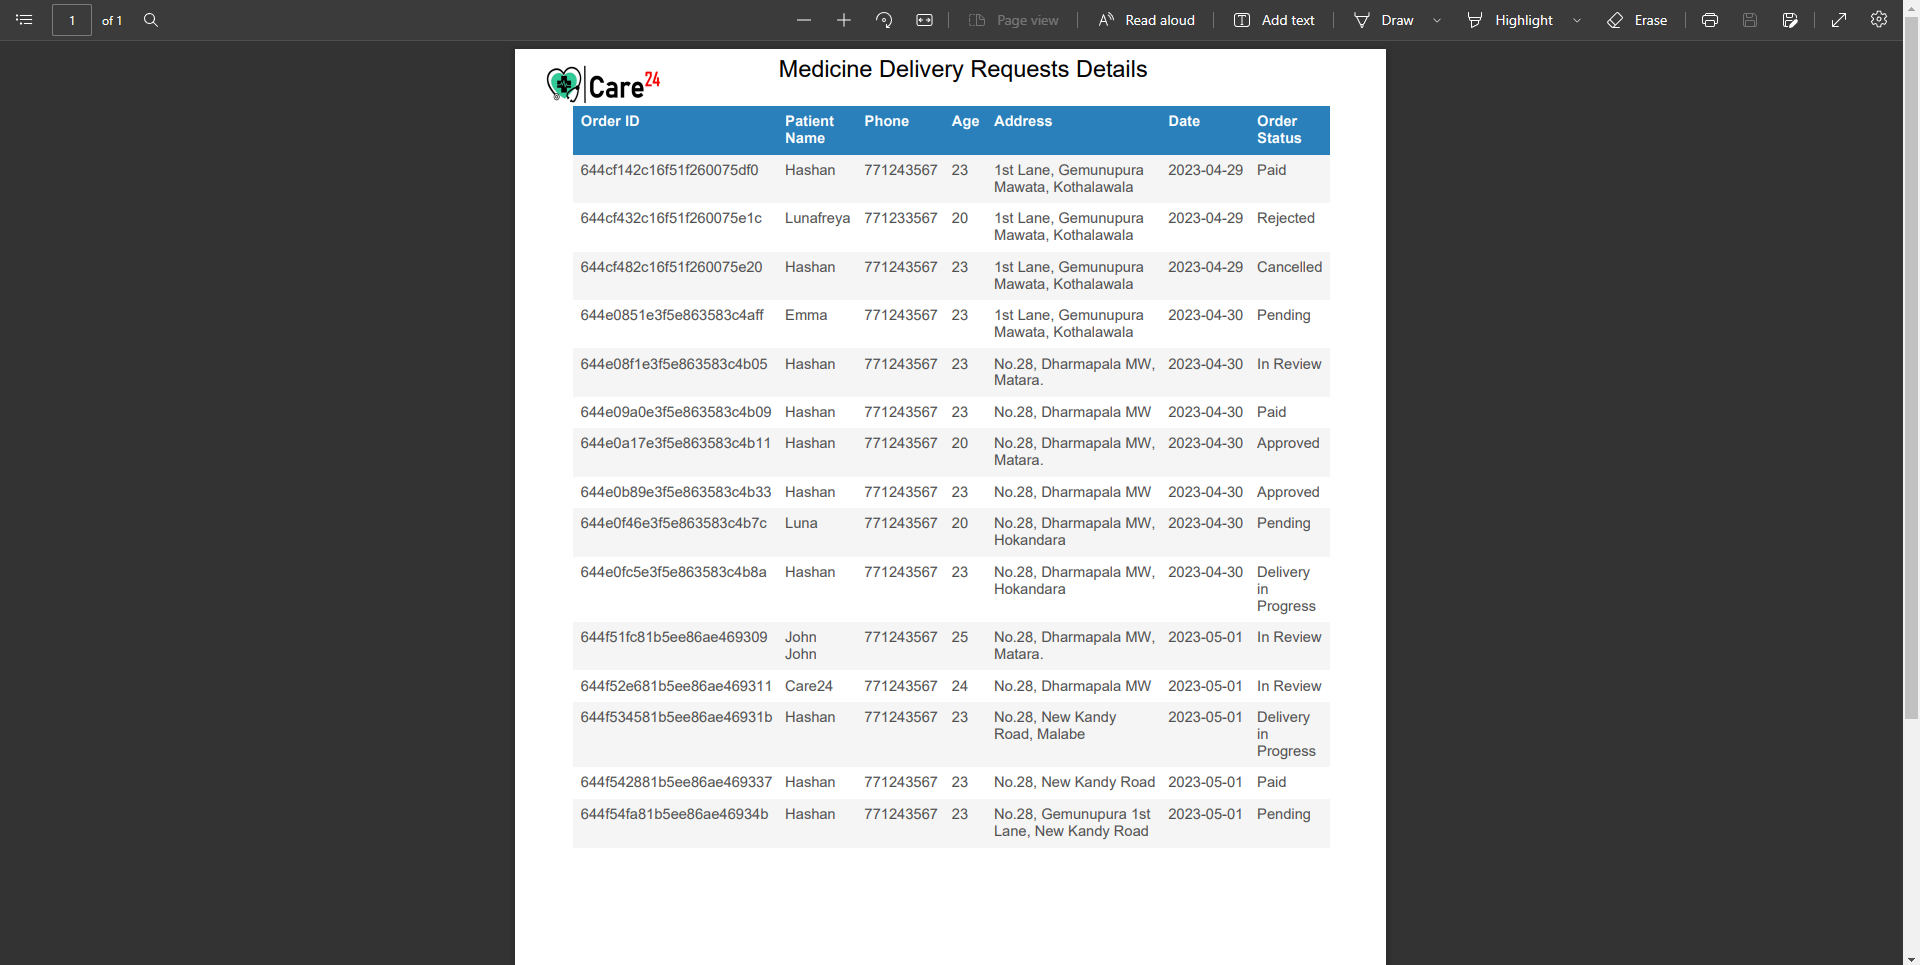 1 of 1 Page view Read aloud Add text Draw Highlight Erase
Care24
Medicine Delivery Requests Details
Order ID Patient Name Phone Age Address Date Order Status
644cf142c16f51f260075df0 Hashan 771243567 23 1st Lane, Gemunupura 2023-04-29 Paid
Mawata, Kothalawala
644cf432c16f51f260075e1c Lunafreya 771233567 20 1st Lane, Gemunupura 2023-04-29 Rejected
Mawata, Kothalawala
644cf482c16f51f260075e20 Hashan 771243567 23 1st Lane, Gemunupura 2023-04-29 Cancelled
Mawata, Kothalawala
644e0851e3f5e863583c4aff Emma 771243567 23 1st Lane, Gemunupura 2023-04-30 Pending
Mawata, Kothalawala
644e08f1e3f5e863583c4b05 Hashan 771243567 23 No.28, Dharmapala MW, 2023-04-30 In Review
Matara.
644e09a0e3f5e863583c4b09 Hashan 771243567 23 No.28, Dharmapala MW 2023-04-30 Paid
644e0a17e3f5e863583c4b11 Hashan 771243567 20 No.28, Dharmapala MW, 2023-04-30 Approved
Matara.
644e0b89e3f5e863583c4b33 Hashan 771243567 23 No.28, Dharmapala MW 2023-04-30 Approved
644e0f46e3f5e863583c4b7c Luna 771243567 20 No.28, Dharmapala MW, 2023-04-30 Pending
Hokandara
644e0fc5e3f5e863583c4b8a Hashan 771243567 23 No.28, Dharmapala MW, 2023-04-30 Delivery
Hokandara in
Progress
644f51fc81b5ee86ae469309 John 771243567 25 No.28, Dharmapala MW, 2023-05-01 In Review
John Matara.
644f52e681b5ee86ae469311 Care24 771243567 24 No.28, Dharmapala MW 2023-05-01 In Review
644f534581b5ee86ae46931b Hashan 771243567 23 No.28, New Kandy 2023-05-01 Delivery
Road, Malabe in
Progress
644f542881b5ee86ae469337 Hashan 771243567 23 No.28, New Kandy Road 2023-05-01 Paid
644f54fa81b5ee86ae46934b Hashan 771243567 23 No.28, Gemunupura 1st 2023-05-01 Pending
Lane, New Kandy Road